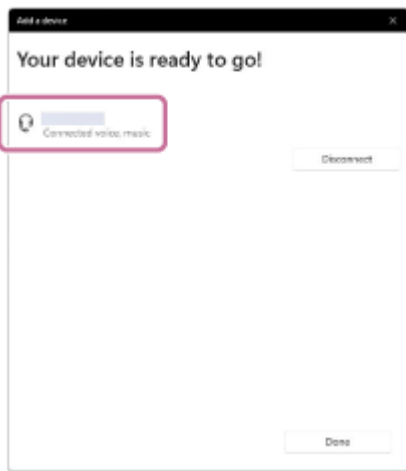 Add a device
Your device is ready to go!
Connected voice, music
Disconnect
Done